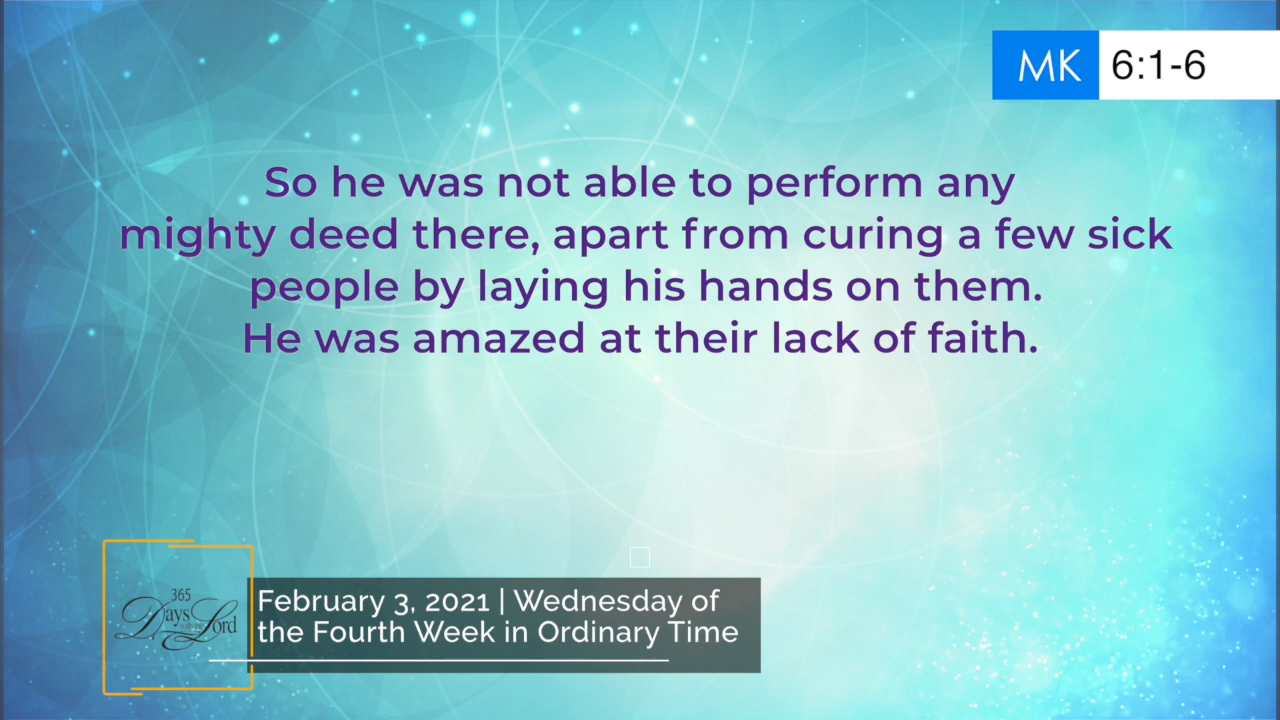 MK 6:1-6
So he was not able to perform any
mighty deed there, apart from curing a few sick
people by laying his hands on them.
He was amazed at their lack of faith.
365
Days with the Lord
February 3, 2021 | Wednesday of
the Fourth Week in Ordinary Time